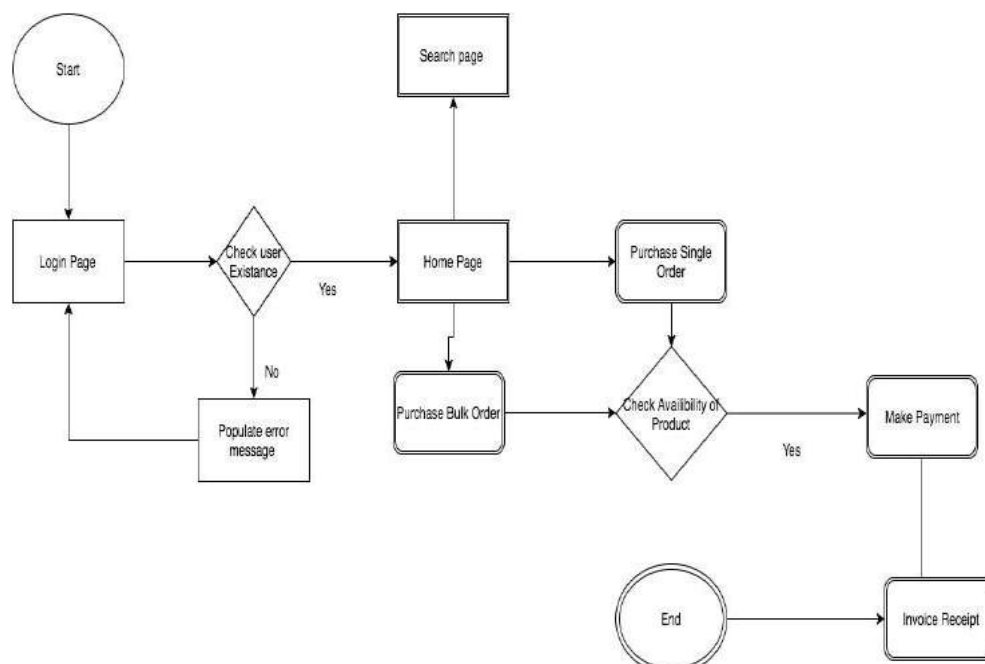 Start
Search page
Login Page
Check user
Existance
Yes
Home Page
Purchase Single
Order
No
Populate error
message
Purchase Bulk Order
Check Availibility of
Product
Yes
Make Payment
End
Invoice Receipt